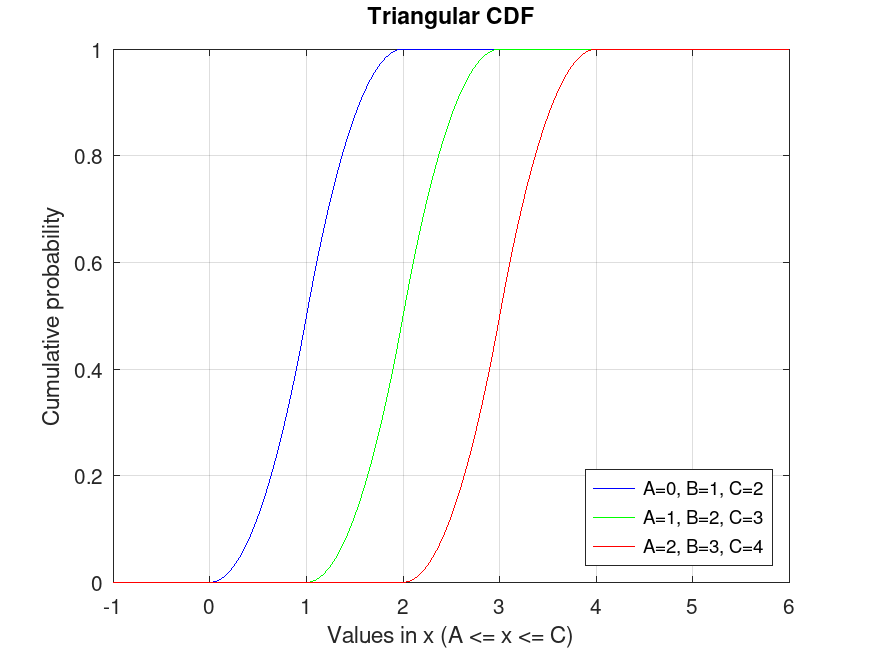 Triangular CDF
1
0.8
0.6
0.4
0.2
0
Cumulative probability
A=0, B=1, C=2
A=1, B=2, C=3
A=2, B=3, C=4
-1 0 1 2 3 4 5 6
Values in x (A <= x <= C)